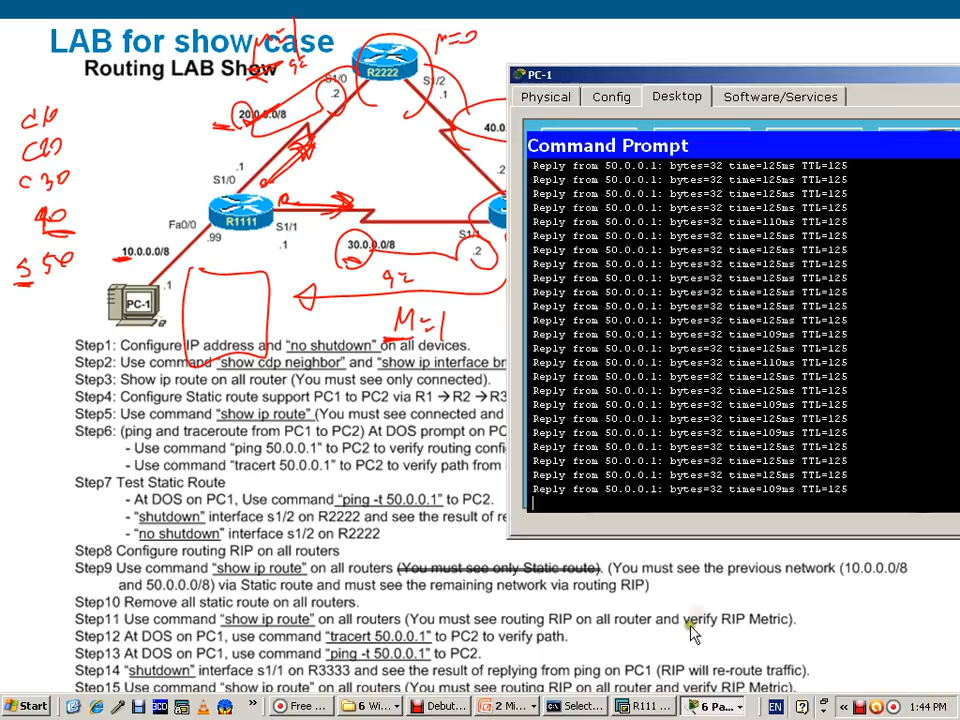 LAB for show case
Routing LAB Show
R2222
S1/0
.2
S1/2
.1
20.0.0.0/8
40.
.1
S1/0
.2
R1111
Fa0/0
.99
S1/1
.1
S1/1
.2
30.0.0.0/8
10.0.0.0/8
.1
PC-1
M=0
M=1
C10
C20
C30
40
S 50
Step1: Configure IP address and "no shutdown" on all devices.
Step2: Use command "show cdp neighbor" and "show ip interface br
Step3: Show ip route on all router (You must see only connected).
Step4: Configure Static route support PC1 to PC2 via R1 →R2 →R3
Step5: Use command "show ip route" (You must see connected and
Step6: (ping and traceroute from PC1 to PC2) At DOS prompt on PC
- Use command "ping 50.0.0.1" to PC2 to verify routing config
- Use command "tracert 50.0.0.1" to PC2 to verify path from
Step7 Test Static Route
- At DOS on PC1, Use command "ping -t 50.0.0.1" to PC2.
- "shutdown" interface s1/2 on R2222 and see the result of re
- "no shutdown" interface s1/2 on R2222
Step8 Configure routing RIP on all routers
Step9 Use command "show ip route" on all routers (You must see only Static route). (You must see the previous network (10.0.0.0/8
and 50.0.0.0/8) via Static route and must see the remaining network via routing RIP)
Step10 Remove all static route on all routers.
Step11 Use command "show ip route" on all routers (You must see routing RIP on all router and verify RIP Metric).
Step12 At DOS on PC1, use command "tracert 50.0.0.1" to PC2 to verify path.
Step13 At DOS on PC1, use command "ping -t 50.0.0.1" to PC2.
Step14 "shutdown" interface s1/1 on R3333 and see the result of replying from ping on PC1 (RIP will re-route traffic).
Step15 Use command "show ip route" on all routers (You must see routing RIP on all router and verify RIP Metric).
PC-1
Physical Config Desktop Software/Services
Command Prompt
Reply from 50.0.0.1: bytes=32 time=125ms TTL=125
Reply from 50.0.0.1: bytes=32 time=125ms TTL=125
Reply from 50.0.0.1: bytes=32 time=125ms TTL=125
Reply from 50.0.0.1: bytes=32 time=125ms TTL=125
Reply from 50.0.0.1: bytes=32 time=110ms TTL=125
Reply from 50.0.0.1: bytes=32 time=125ms TTL=125
Reply from 50.0.0.1: bytes=32 time=125ms TTL=125
Reply from 50.0.0.1: bytes=32 time=125ms TTL=125
Reply from 50.0.0.1: bytes=32 time=125ms TTL=125
Reply from 50.0.0.1: bytes=32 time=125ms TTL=125
Reply from 50.0.0.1: bytes=32 time=125ms TTL=125
Reply from 50.0.0.1: bytes=32 time=125ms TTL=125
Reply from 50.0.0.1: bytes=32 time=109ms TTL=125
Reply from 50.0.0.1: bytes=32 time=125ms TTL=125
Reply from 50.0.0.1: bytes=32 time=110ms TTL=125
Reply from 50.0.0.1: bytes=32 time=125ms TTL=125
Reply from 50.0.0.1: bytes=32 time=125ms TTL=125
Reply from 50.0.0.1: bytes=32 time=109ms TTL=125
Reply from 50.0.0.1: bytes=32 time=125ms TTL=125
Reply from 50.0.0.1: bytes=32 time=109ms TTL=125
Reply from 50.0.0.1: bytes=32 time=125ms TTL=125
Reply from 50.0.0.1: bytes=32 time=125ms TTL=125
Reply from 50.0.0.1: bytes=32 time=125ms TTL=125
Reply from 50.0.0.1: bytes=32 time=109ms TTL=125
Start » Free ... 6 Wi... Debut... 2 Mi... Select... R111 ... 6 Pa... EN « 1:44 PM